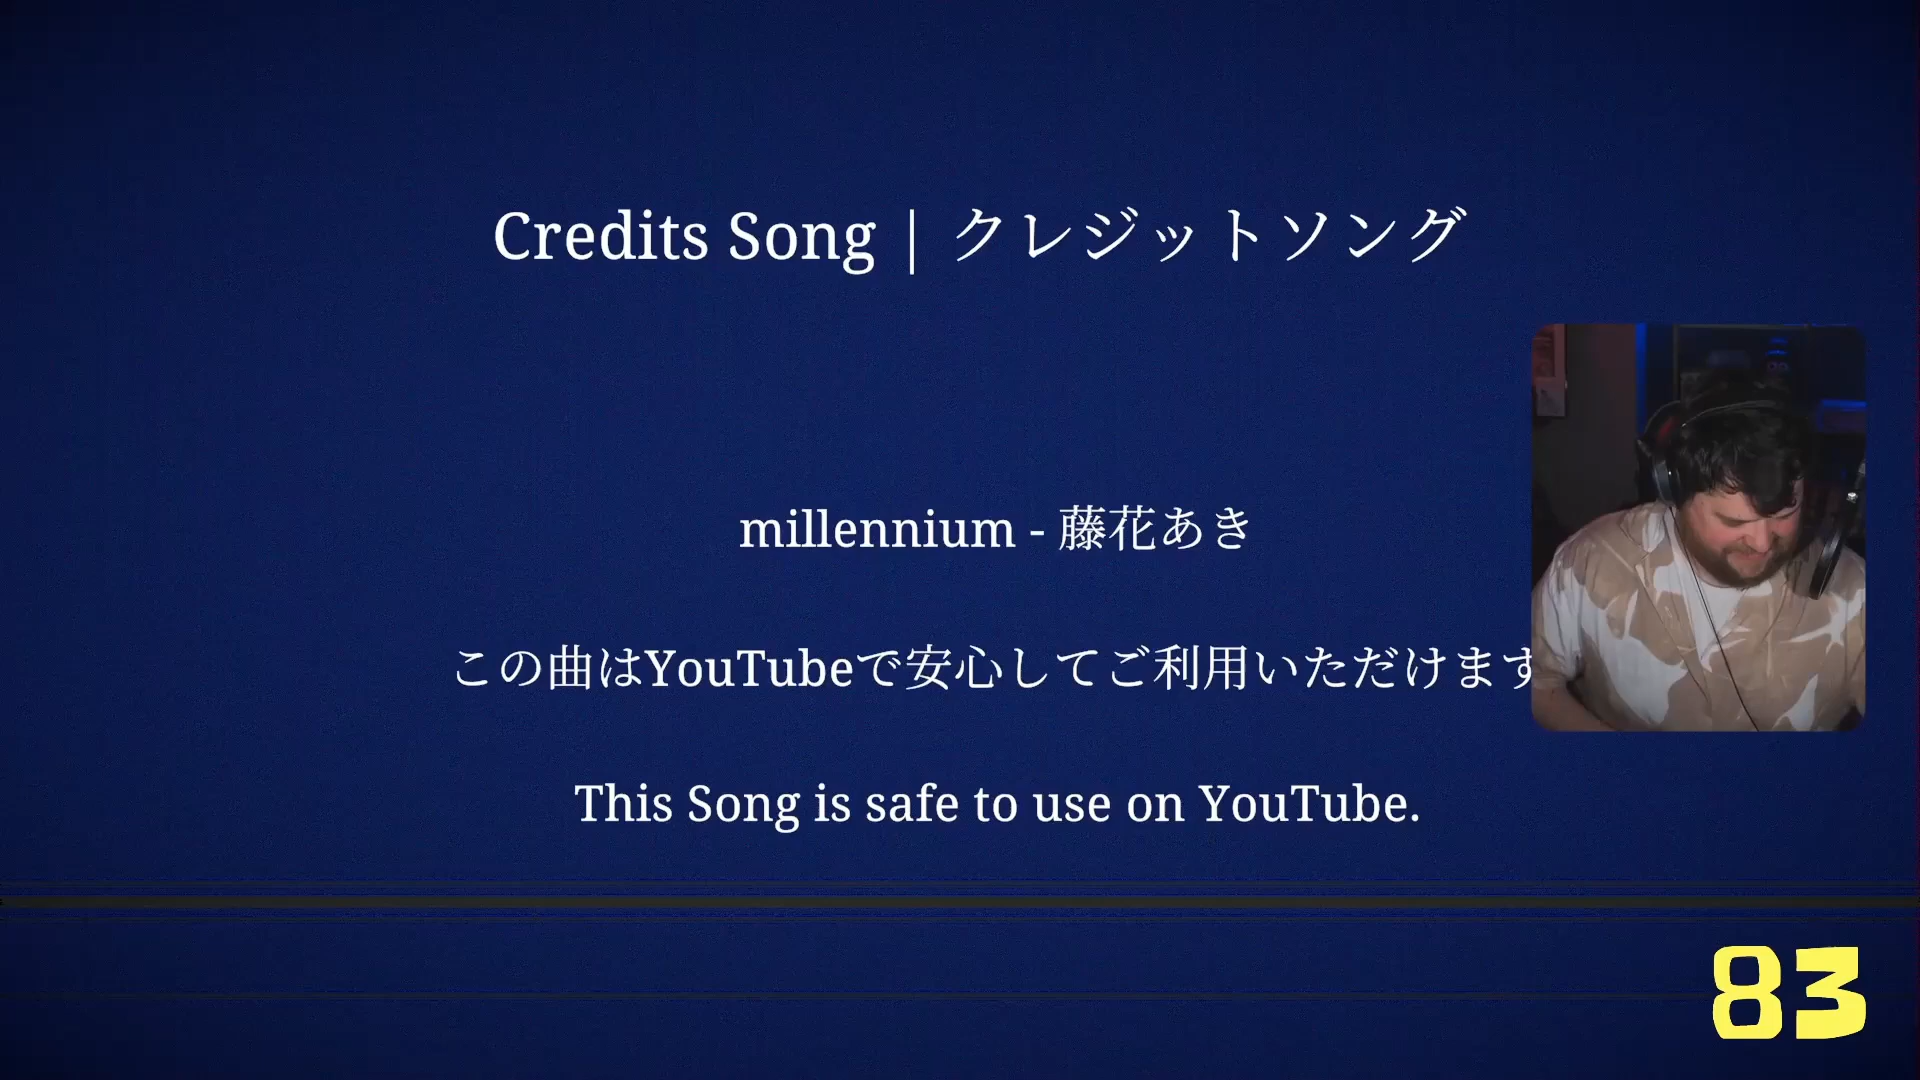 Credits Song | クレジットソング
millennium - 藤花あき
この曲はYouTubeで安心してご利用いただけます
This Song is safe to use on YouTube.
83